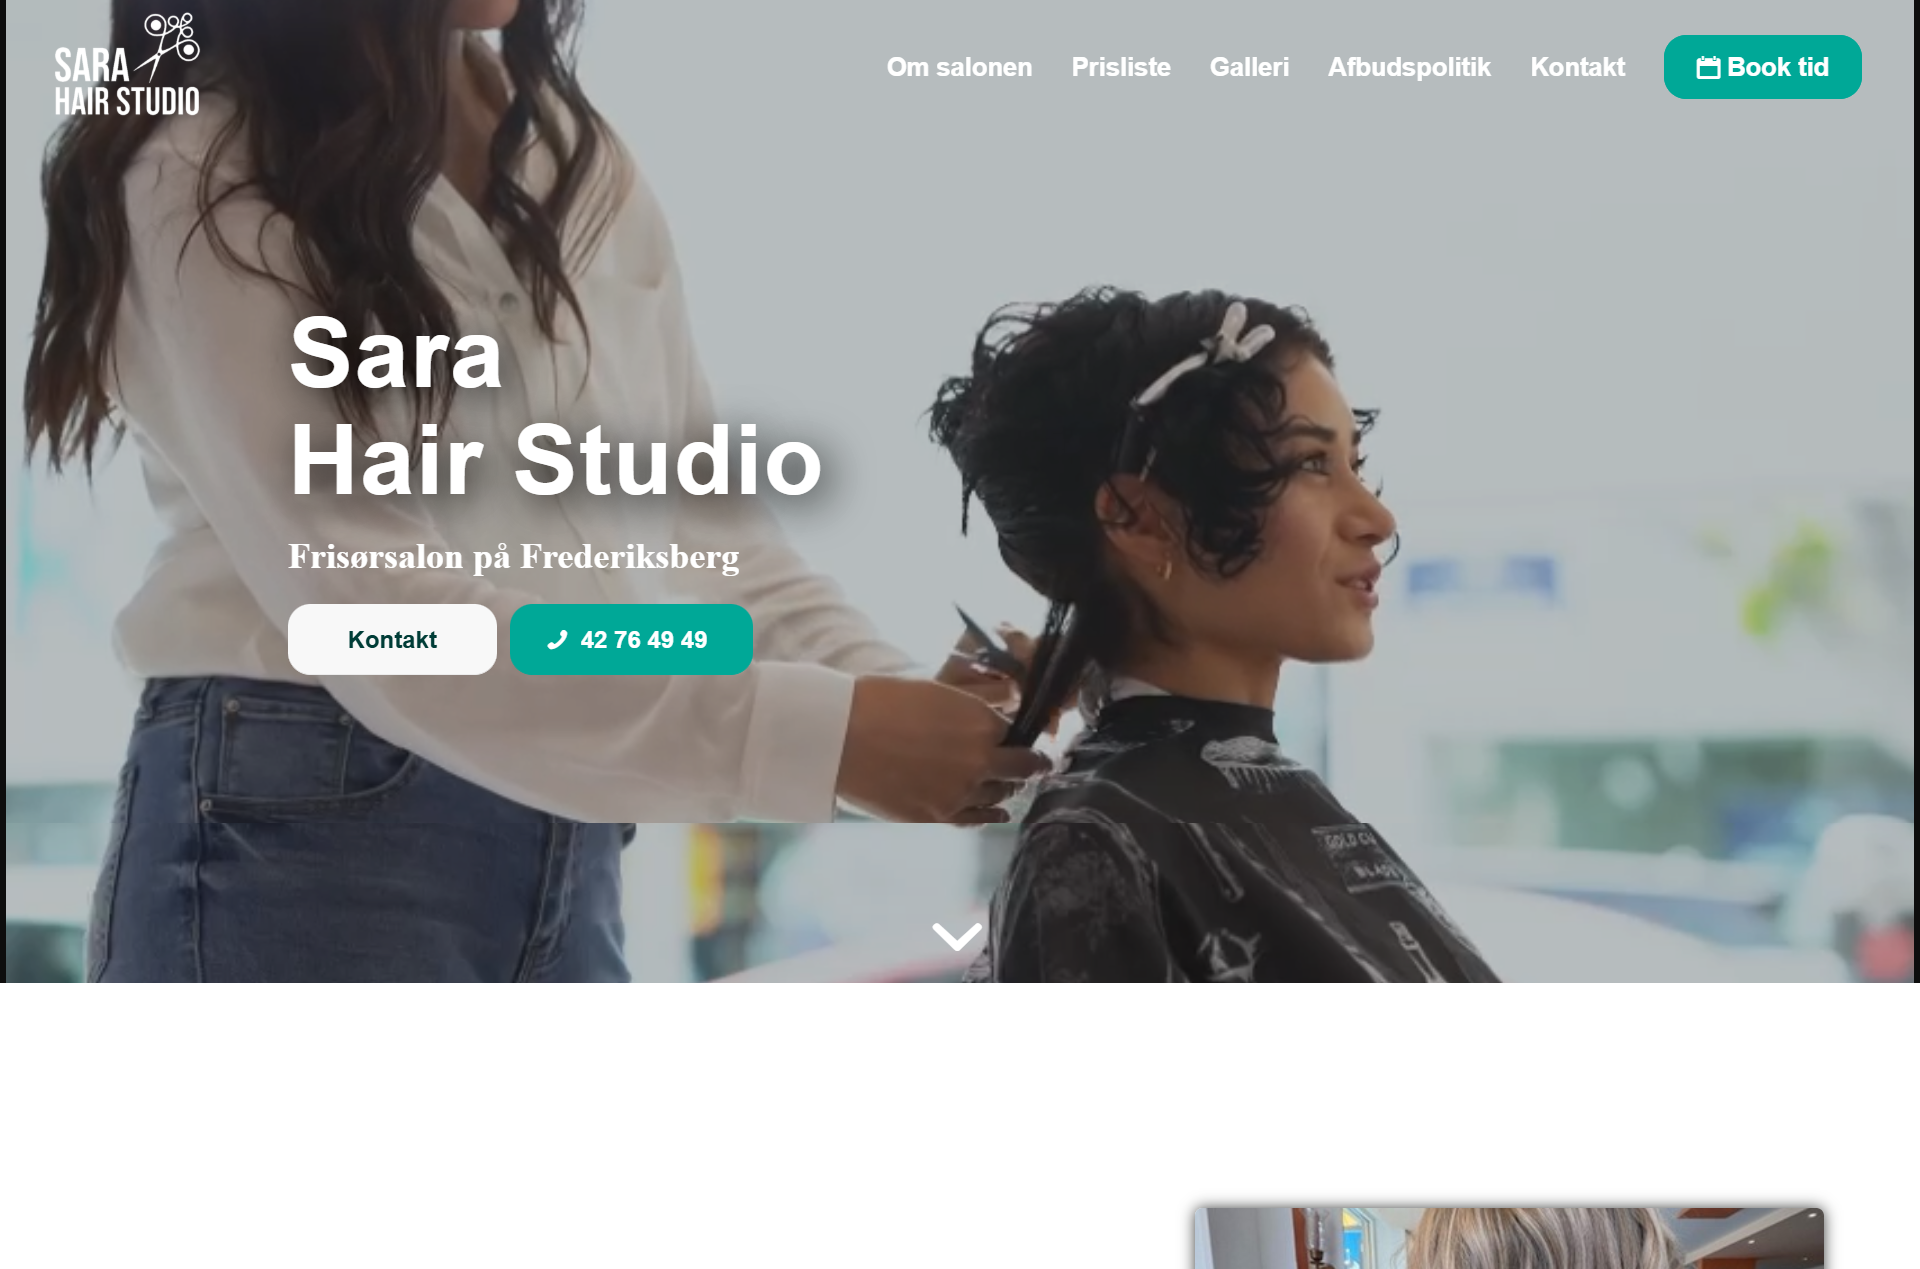 SARA
HAIR STUDIO
Om salonen
Prisliste
Galleri
Afbudspolitik
Kontakt
Book tid
Sara
Hair Studio
Frisørsalon på Frederiksberg
Kontakt
42 76 49 49
GOLD